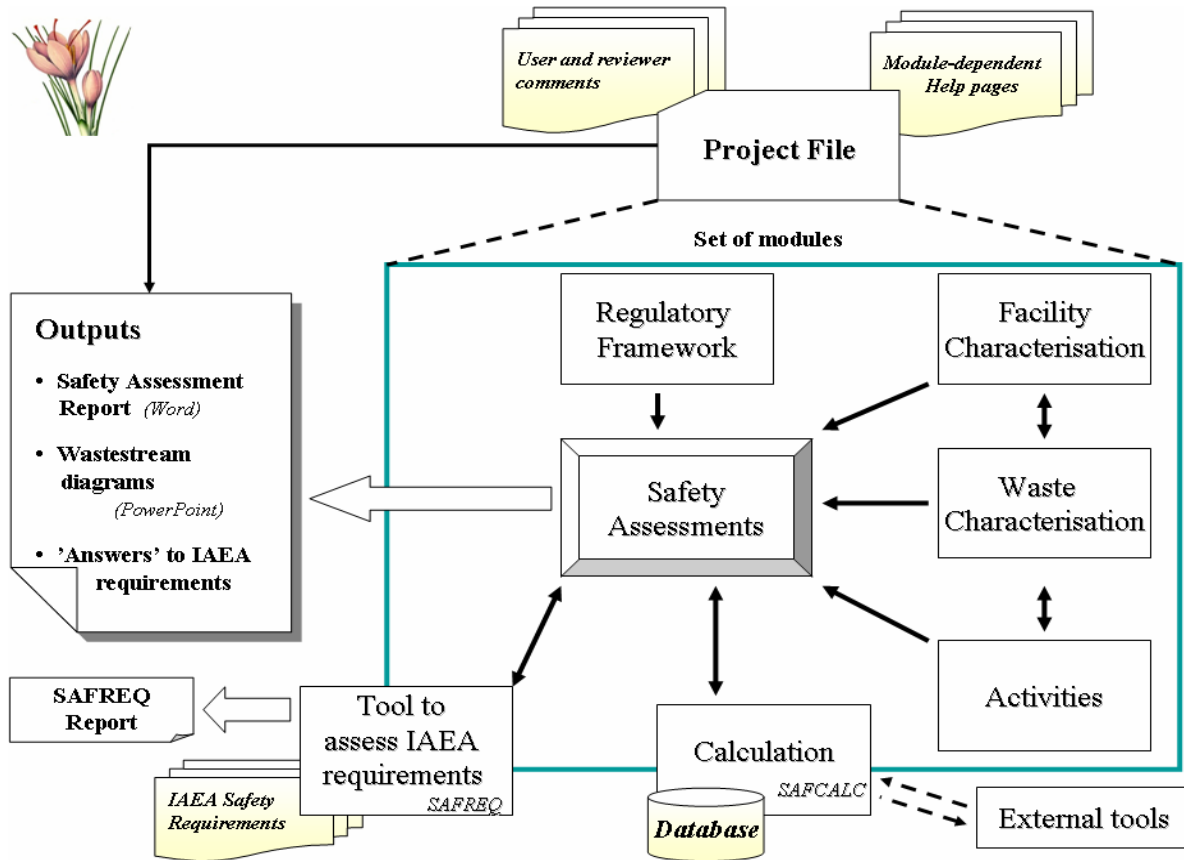 User and reviewer
comments
Module-dependent
Help pages
Project File
Set of modules
Outputs
• Safety Assessment
Report (Word)
• Wastestream
diagrams
(PowerPoint)
• ’Answers’ to IAEA
requirements
Regulatory
Framework
Facility
Characterisation
Safety
Assessments
Waste
Characterisation
Activities
SAFREQ
Report
Tool to
assess IAEA
requirements
SAFREQ
IAEA Safety
Requirements
Calculation
SAFCALC
Database
External tools